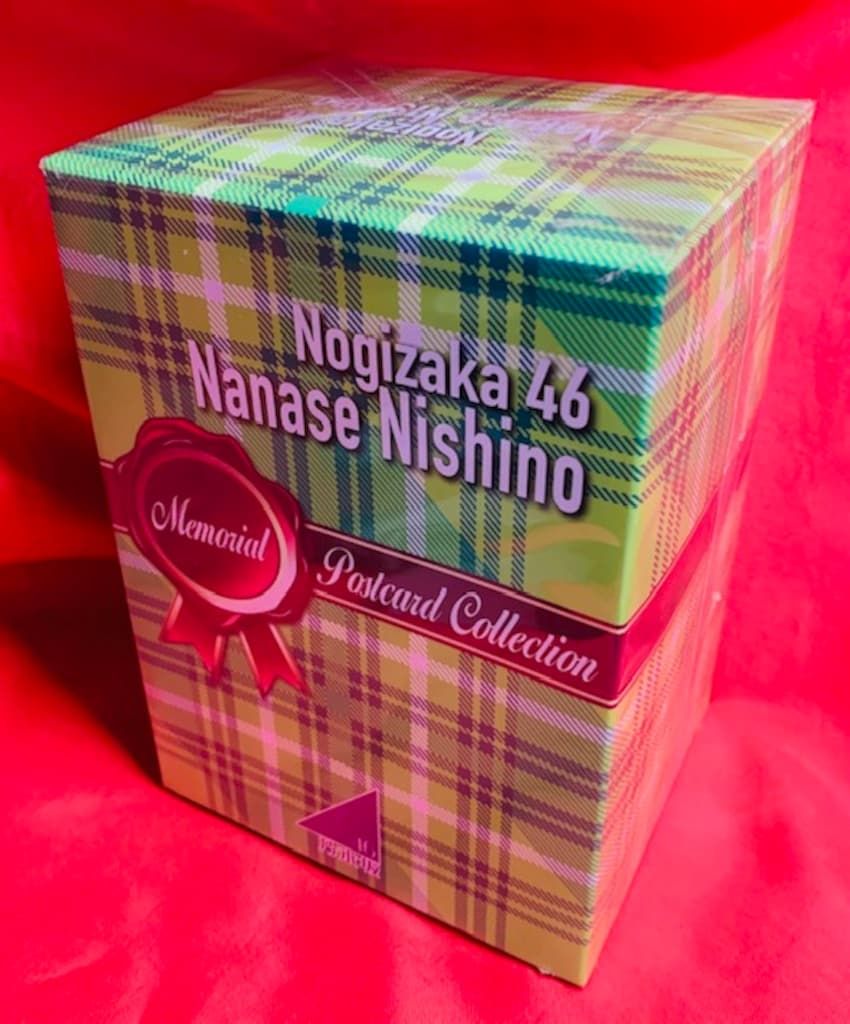 Nogizaka 46
Nanase Nishino
Memorial
Postcard Collection